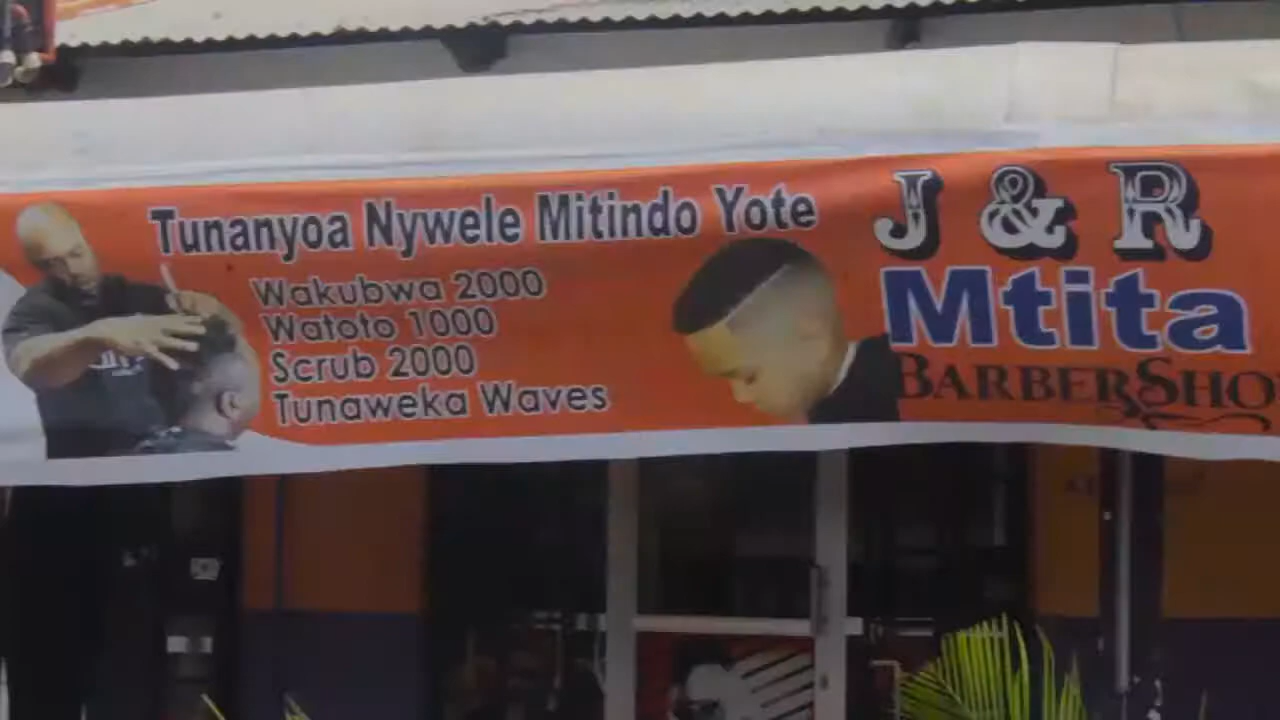 Tunanyoa Nywele Mitindo Yote
Wakubwa 2000
Watoto 1000
Scrub 2000
Tunaweka Waves
J & R
Mtita
BARBERSHO